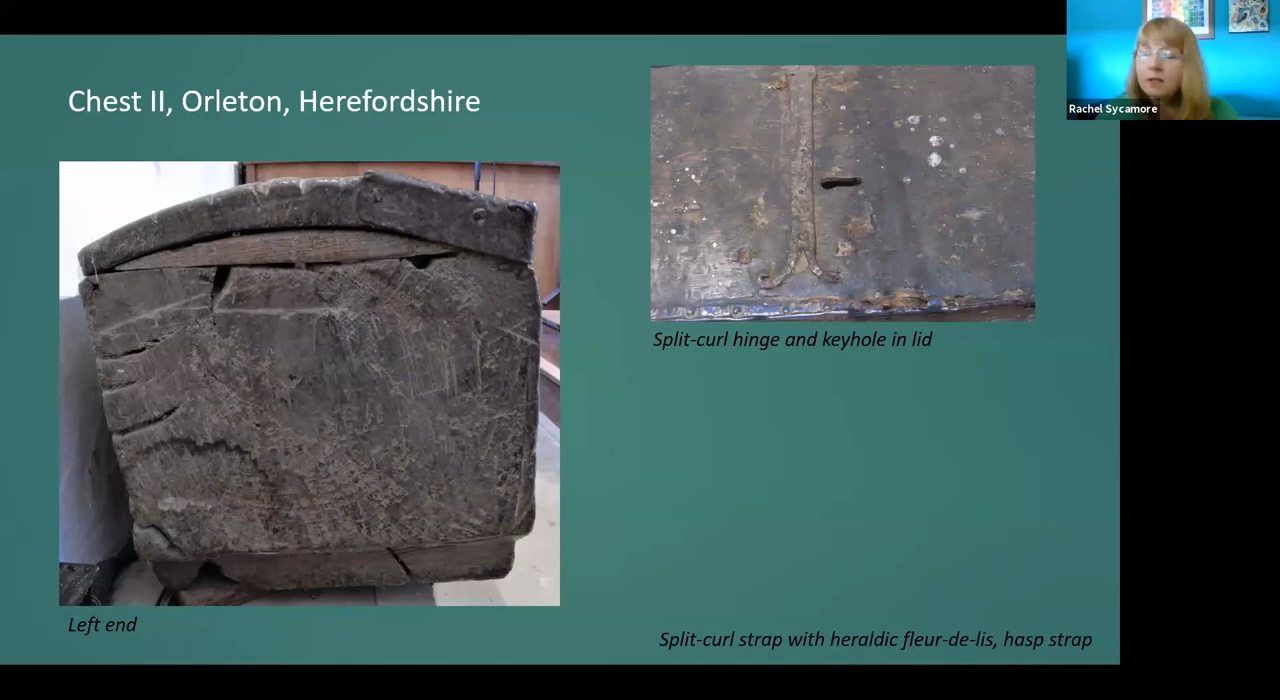 Chest II, Orleton, Herefordshire
Rachel Sycamore
Split-curl hinge and keyhole in lid
Left end
Split-curl strap with heraldic fleur-de-lis, hasp strap